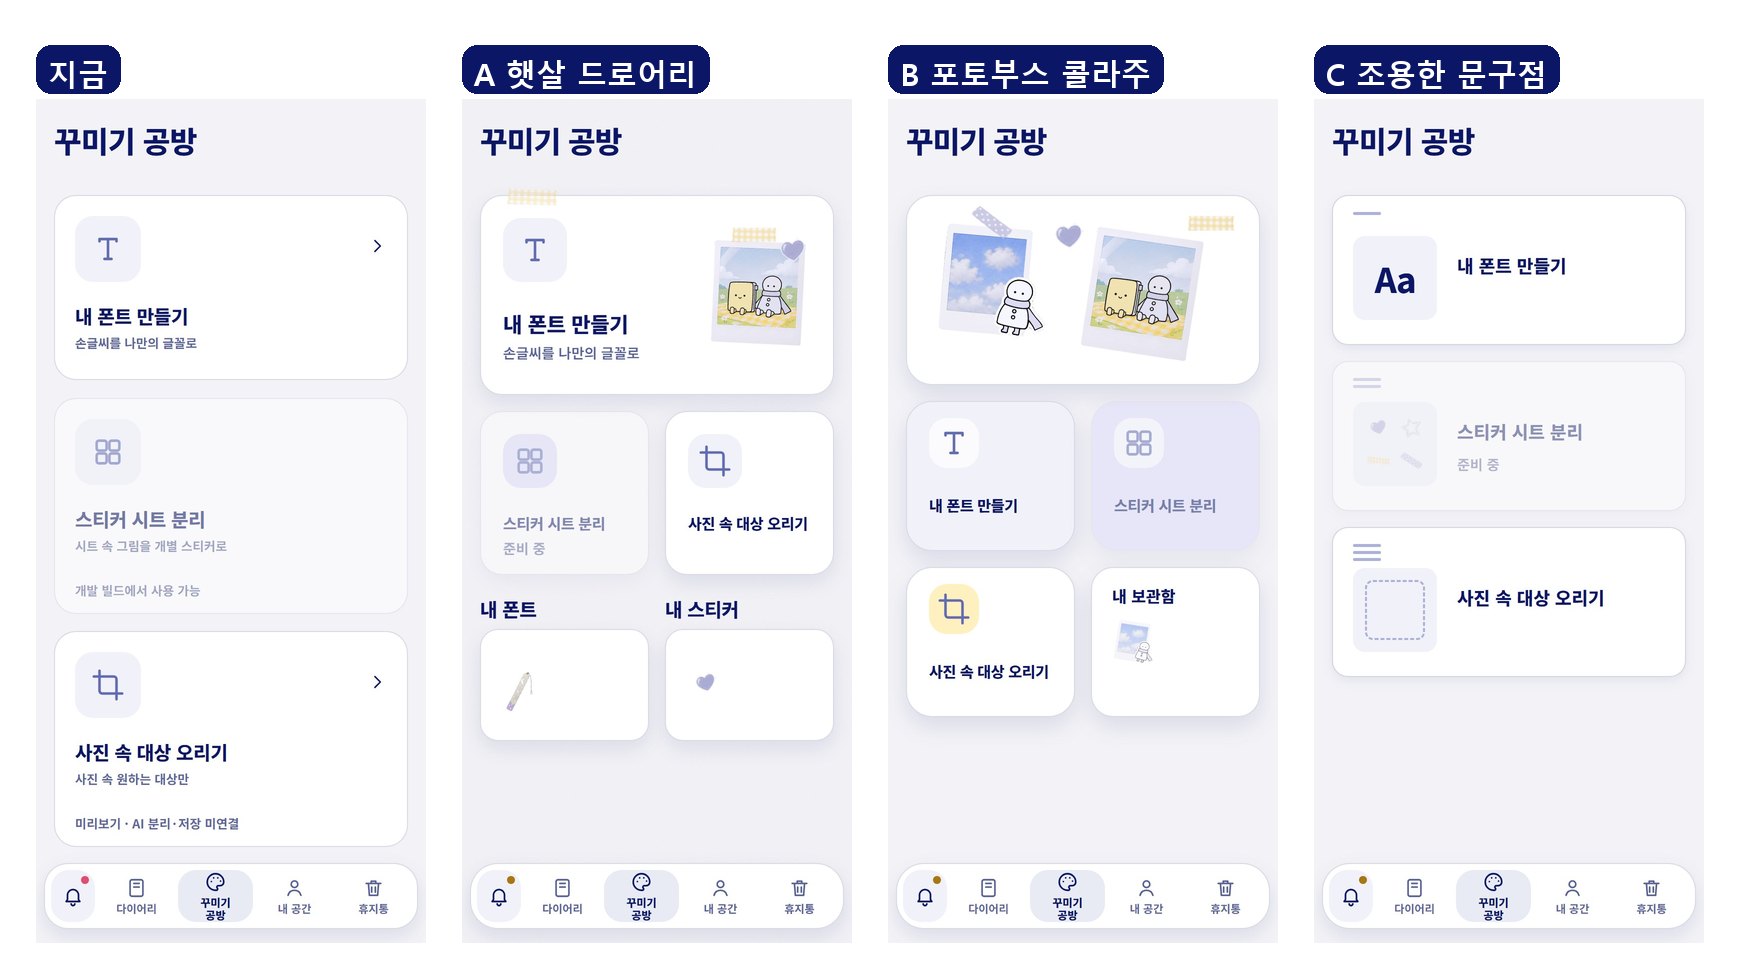 지금
꾸미기 공방
T
내 폰트 만들기
손글씨를 나만의 글꼴로
스티커 시트 분리
시트 속 그림을 개별 스티커로
개발 빌드에서 사용 가능
사진 속 대상 오리기
사진 속 원하는 대상만
미리보기 · AI 분리·저장 미연결
다이어리
꾸미기
공방
내 공간
휴지통
A 햇살 드로어리
꾸미기 공방
T
내 폰트 만들기
손글씨를 나만의 글꼴로
스티커 시트 분리
준비 중
사진 속 대상 오리기
내 폰트
내 스티커
다이어리
꾸미기
공방
내 공간
휴지통
B 포토부스 콜라주
꾸미기 공방
T
내 폰트 만들기
스티커 시트 분리
사진 속 대상 오리기
내 보관함
다이어리
꾸미기
공방
내 공간
휴지통
C 조용한 문구점
꾸미기 공방
Aa
내 폰트 만들기
스티커 시트 분리
준비 중
사진 속 대상 오리기
다이어리
꾸미기
공방
내 공간
휴지통